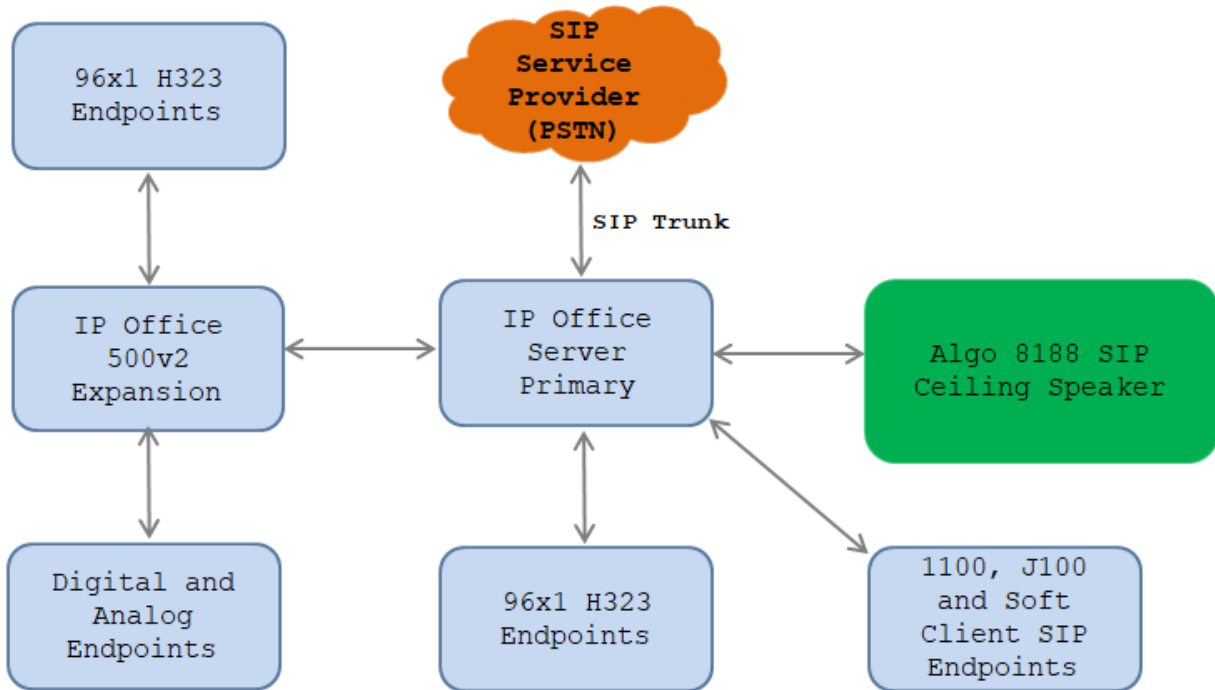 96x1 H323
Endpoints
SIP
Service
Provider
(PSTN)
SIP Trunk
IP Office
500v2
Expansion
IP Office
Server
Primary
Algo 8188 SIP
Ceiling Speaker
Digital and
Analog
Endpoints
96x1 H323
Endpoints
1100, J100
and Soft
Client SIP
Endpoints